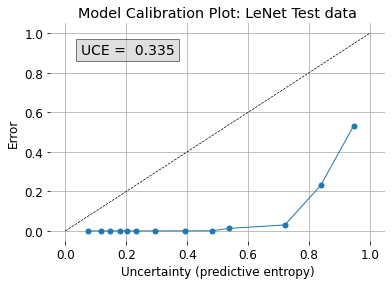 Model Calibration Plot: LeNet Test data
UCE =  0.335
Error
1.0
0.8
0.6
0.4
0.2
0.0
0.0 0.2 0.4 0.6 0.8 1.0
Uncertainty (predictive entropy)